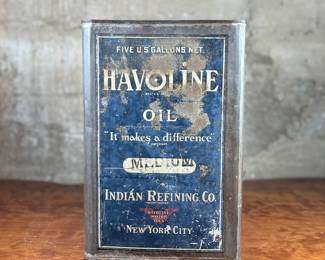 FIVE U.S. GALLONS NET.
HAVOLINE
OIL
"It makes a difference"
MEDIUM
INDIAN REFINING CO.
NEW YORK CITY